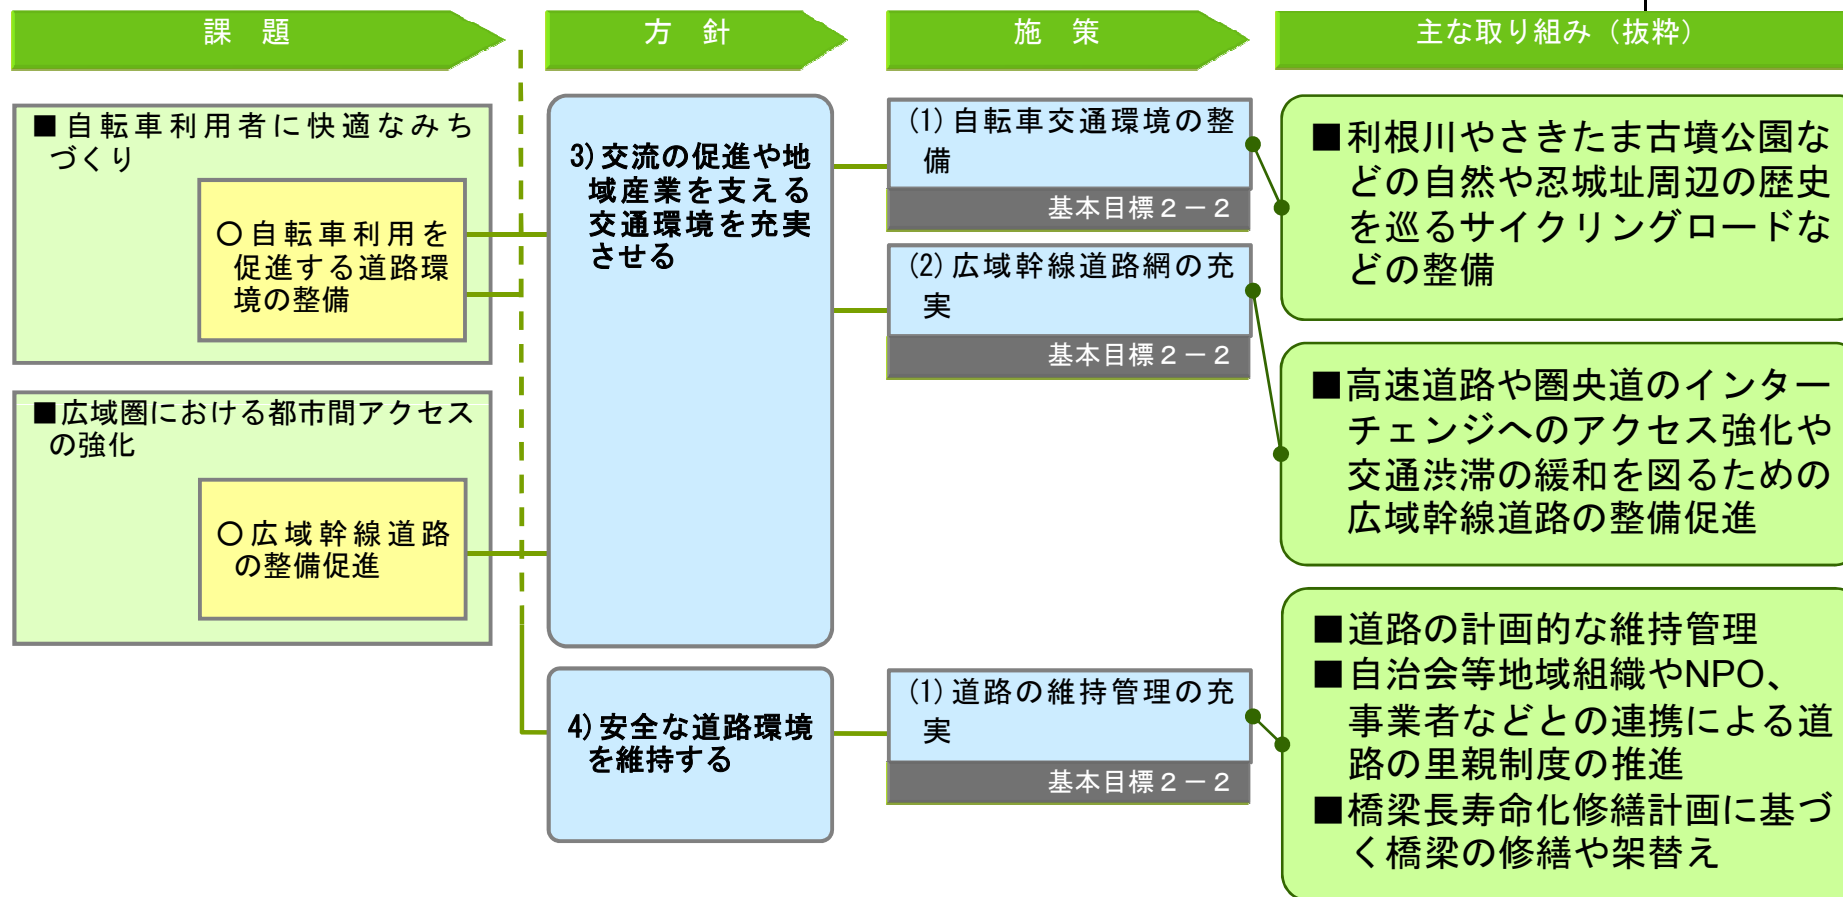 課題
方針
施策
主な取り組み（抜粋）
■自転車利用者に快適なみち
づくり
〇自転車利用を
促進する道路環
境の整備
■広域圏における都市間アクセス
の強化
〇広域幹線道路
の整備促進
3)交流の促進や地
域産業を支える
交通環境を充実
させる
4)安全な道路環境
を維持する
(1)自転車交通環境の整
備
基本目標２－２
(2)広域幹線道路網の充
実
基本目標２－２
(1)道路の維持管理の充
実
基本目標２－２
■利根川やさきたま古墳公園な
どの自然や忍城址周辺の歴史
を巡るサイクリングロードな
どの整備
■高速道路や圏央道のインター
チェンジへのアクセス強化や
交通渋滞の緩和を図るための
広域幹線道路の整備促進
■道路の計画的な維持管理
■自治会等地域組織やNPO、
事業者などとの連携による道
路の里親制度の推進
■橋梁長寿命化修繕計画に基づ
く橋梁の修繕や架替え